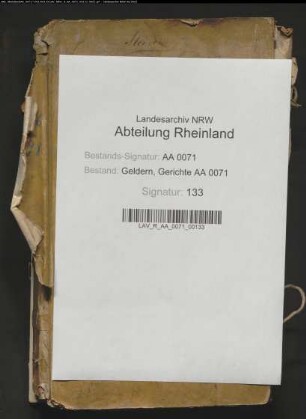 Landesarchiv NRW
Abteilung Rheinland
Bestands-Signatur: AA 0071
Bestand: Geldern, Gerichte AA 0071
Signatur: 133
LAV_R_AA_0071_00133